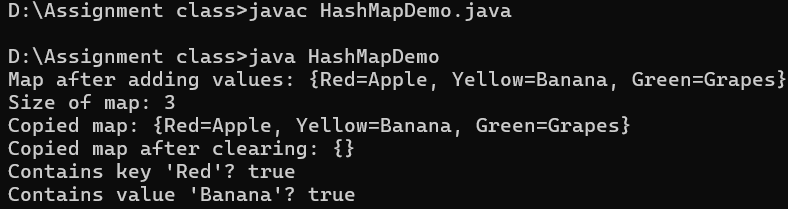 D:\Assignment class>javac HashMapDemo.java
D:\Assignment class>java HashMapDemo
Map after adding values: {Red=Apple, Yellow=Banana, Green=Grapes}
Size of map: 3
Copied map: {Red=Apple, Yellow=Banana, Green=Grapes}
Copied map after clearing: {}
Contains key 'Red'? true
Contains value 'Banana'? true